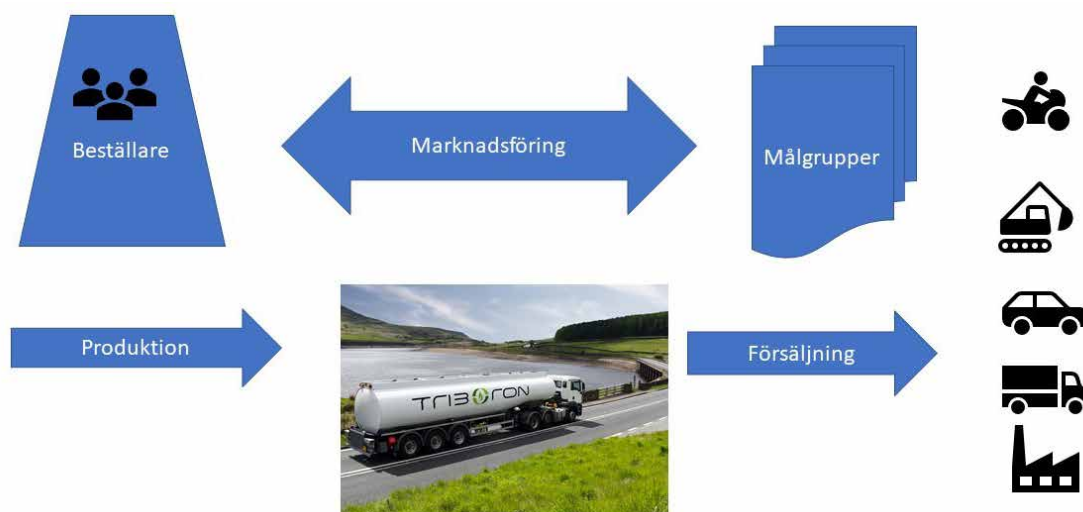 Beställare
Marknadsföring
Målgrupper
Produktion
TRIBORON
Försäljning